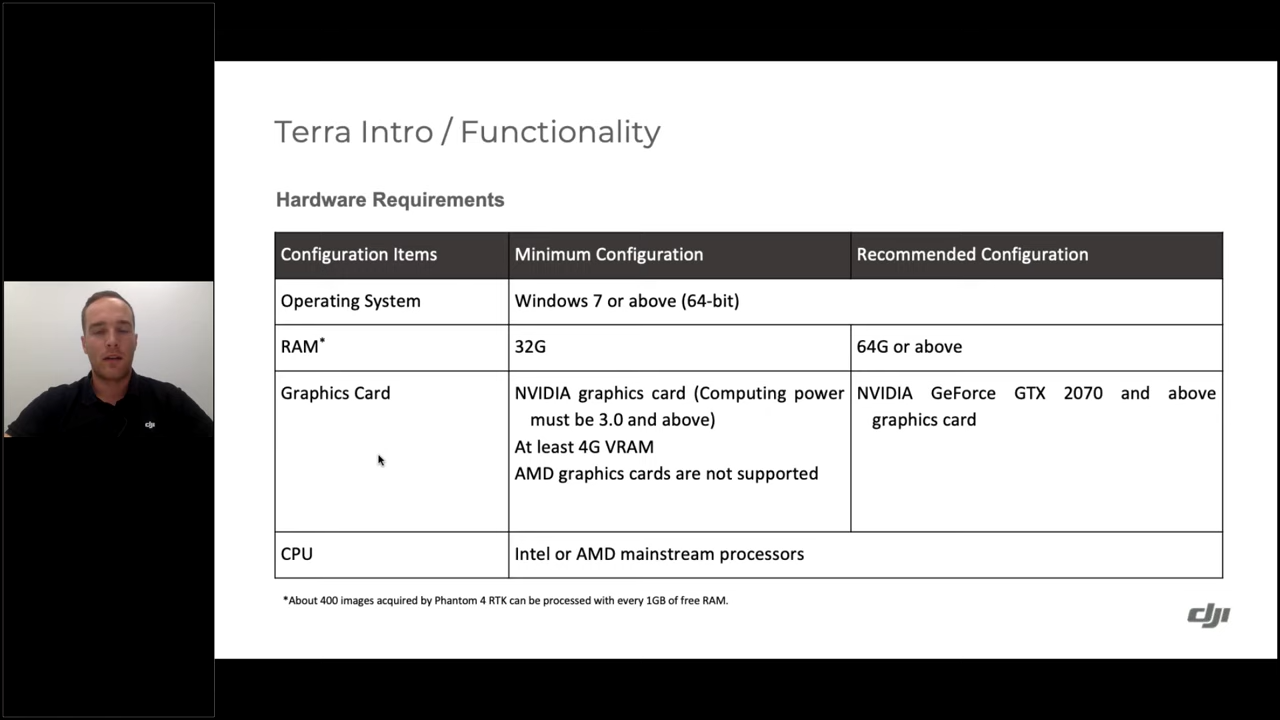 Terra Intro / Functionality
Hardware Requirements
Configuration Items
Minimum Configuration
Recommended Configuration
Operating System
Windows 7 or above (64-bit)
RAM*
32G
64G or above
Graphics Card
NVIDIA graphics card (Computing power
must be 3.0 and above)
At least 4G VRAM
AMD graphics cards are not supported
NVIDIA GeForce GTX 2070 and above
graphics card
CPU
Intel or AMD mainstream processors
*About 400 images acquired by Phantom 4 RTK can be processed with every 1GB of free RAM.
dji
dji